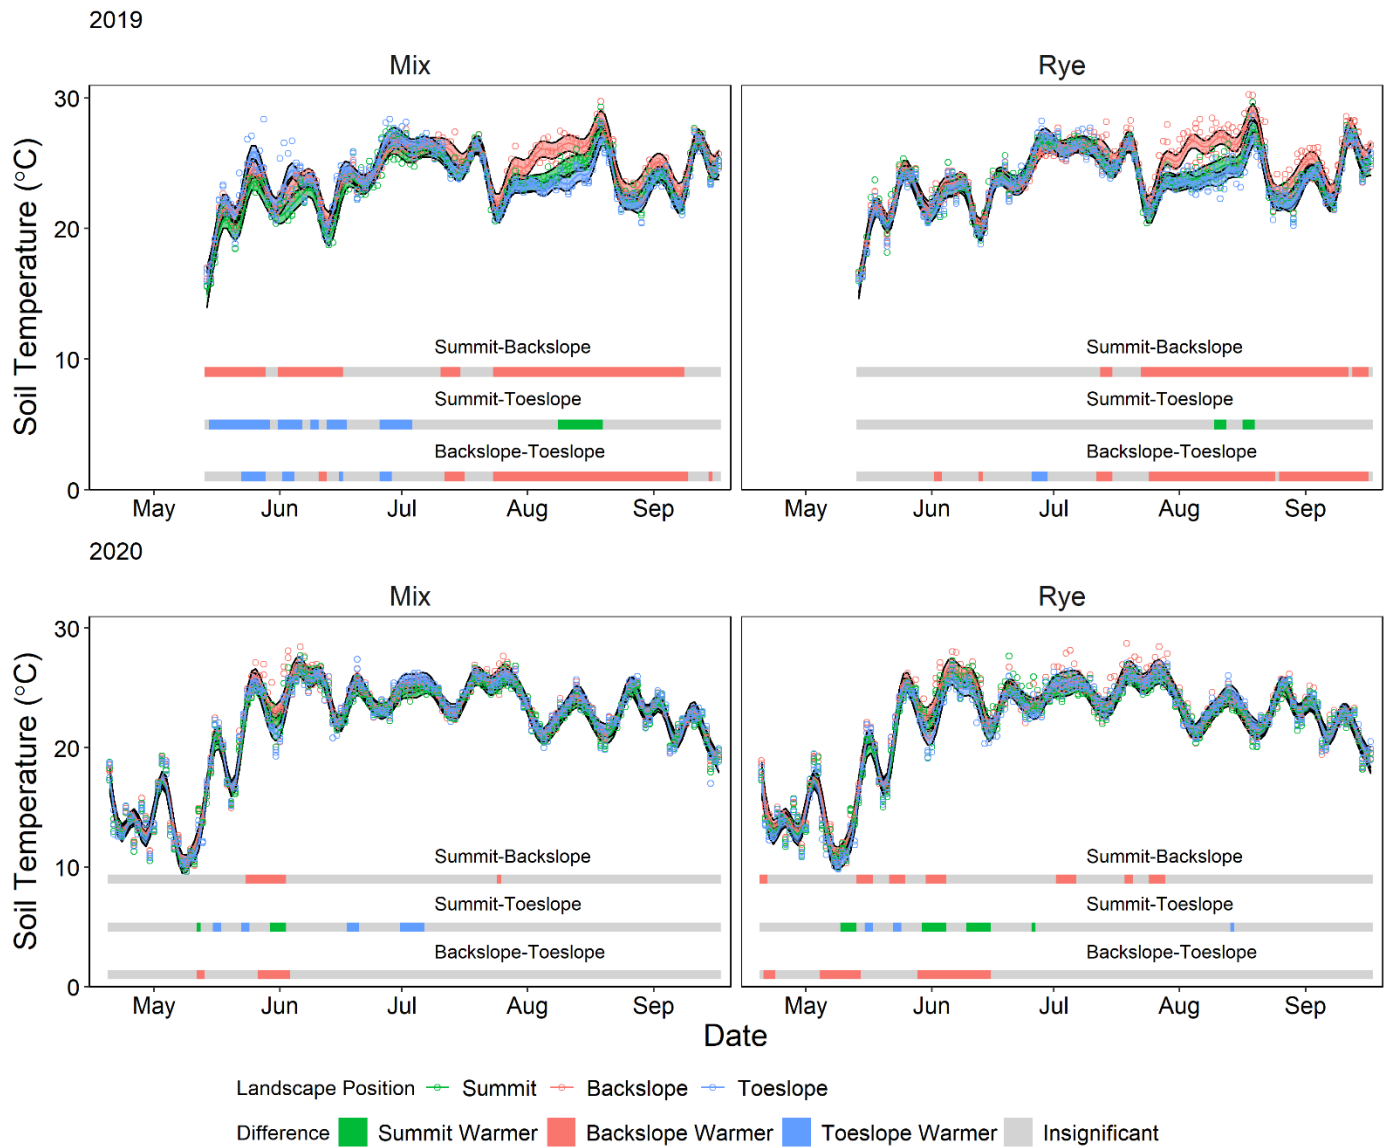 2019
Mix
Rye
Soil Temperature (°C)
30
20
10
0
Summit-Backslope
Summit-Toeslope
Backslope-Toeslope
Summit-Backslope
Summit-Toeslope
Backslope-Toeslope
May Jun Jul Aug Sep
May Jun Jul Aug Sep
2020
Mix
Rye
Soil Temperature (°C)
30
20
10
0
Summit-Backslope
Summit-Toeslope
Backslope-Toeslope
Summit-Backslope
Summit-Toeslope
Backslope-Toeslope
May Jun Jul Aug Sep
May Jun Jul Aug Sep
Date
Landscape Position Summit Backslope Toeslope
Difference Summit Warmer Backslope Warmer Toeslope Warmer Insignificant